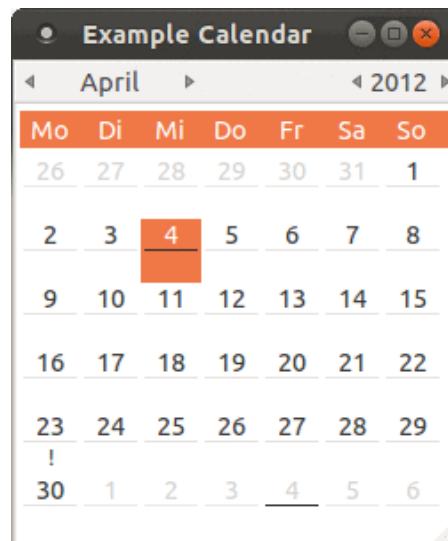 Example Calendar
April 2012
Mo Di Mi Do Fr Sa So
26 27 28 29 30 31 1
2 3 4 5 6 7 8
9 10 11 12 13 14 15
16 17 18 19 20 21 22
23 24 25 26 27 28 29
!
30 1 2 3 4 5 6